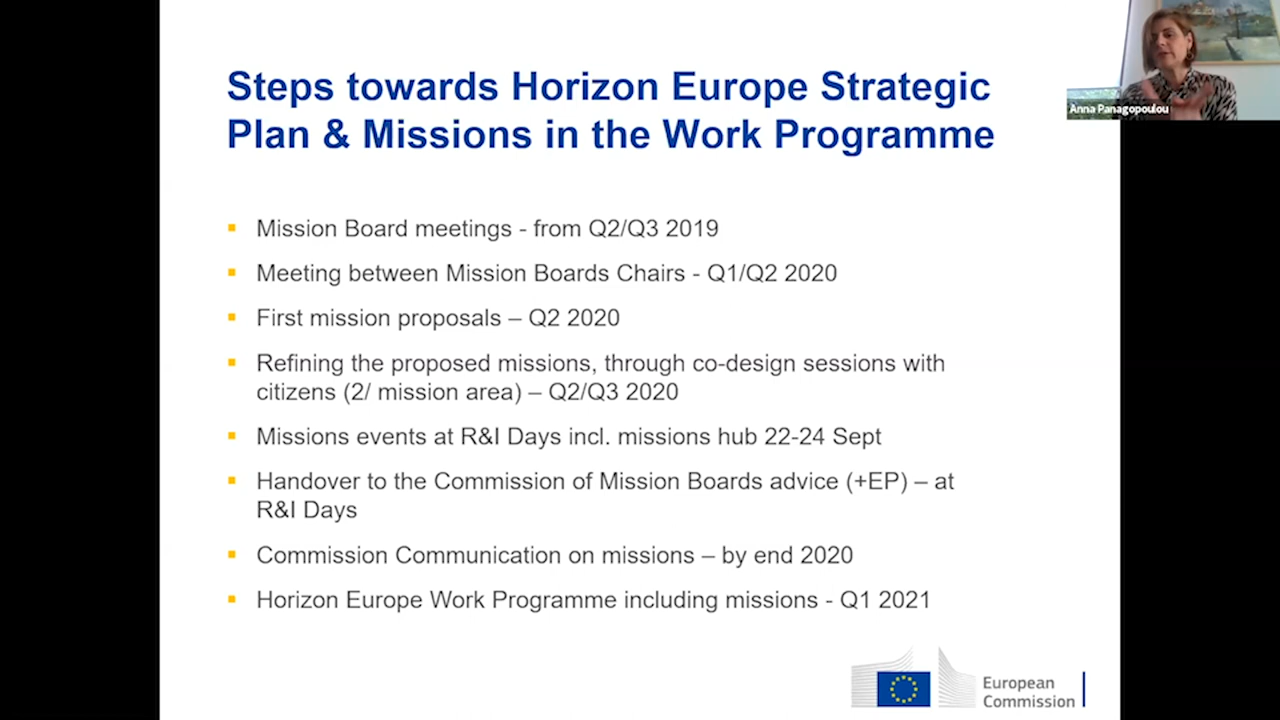 Steps towards Horizon Europe Strategic
Plan & Missions in the Work Programme
Anna Panagopoulou
▪ Mission Board meetings - from Q2/Q3 2019
▪ Meeting between Mission Boards Chairs - Q1/Q2 2020
▪ First mission proposals – Q2 2020
▪ Refining the proposed missions, through co-design sessions with
citizens (2/ mission area) – Q2/Q3 2020
▪ Missions events at R&I Days incl. missions hub 22-24 Sept
▪ Handover to the Commission of Mission Boards advice (+EP) – at
R&I Days
▪ Commission Communication on missions – by end 2020
▪ Horizon Europe Work Programme including missions - Q1 2021
European
Commission